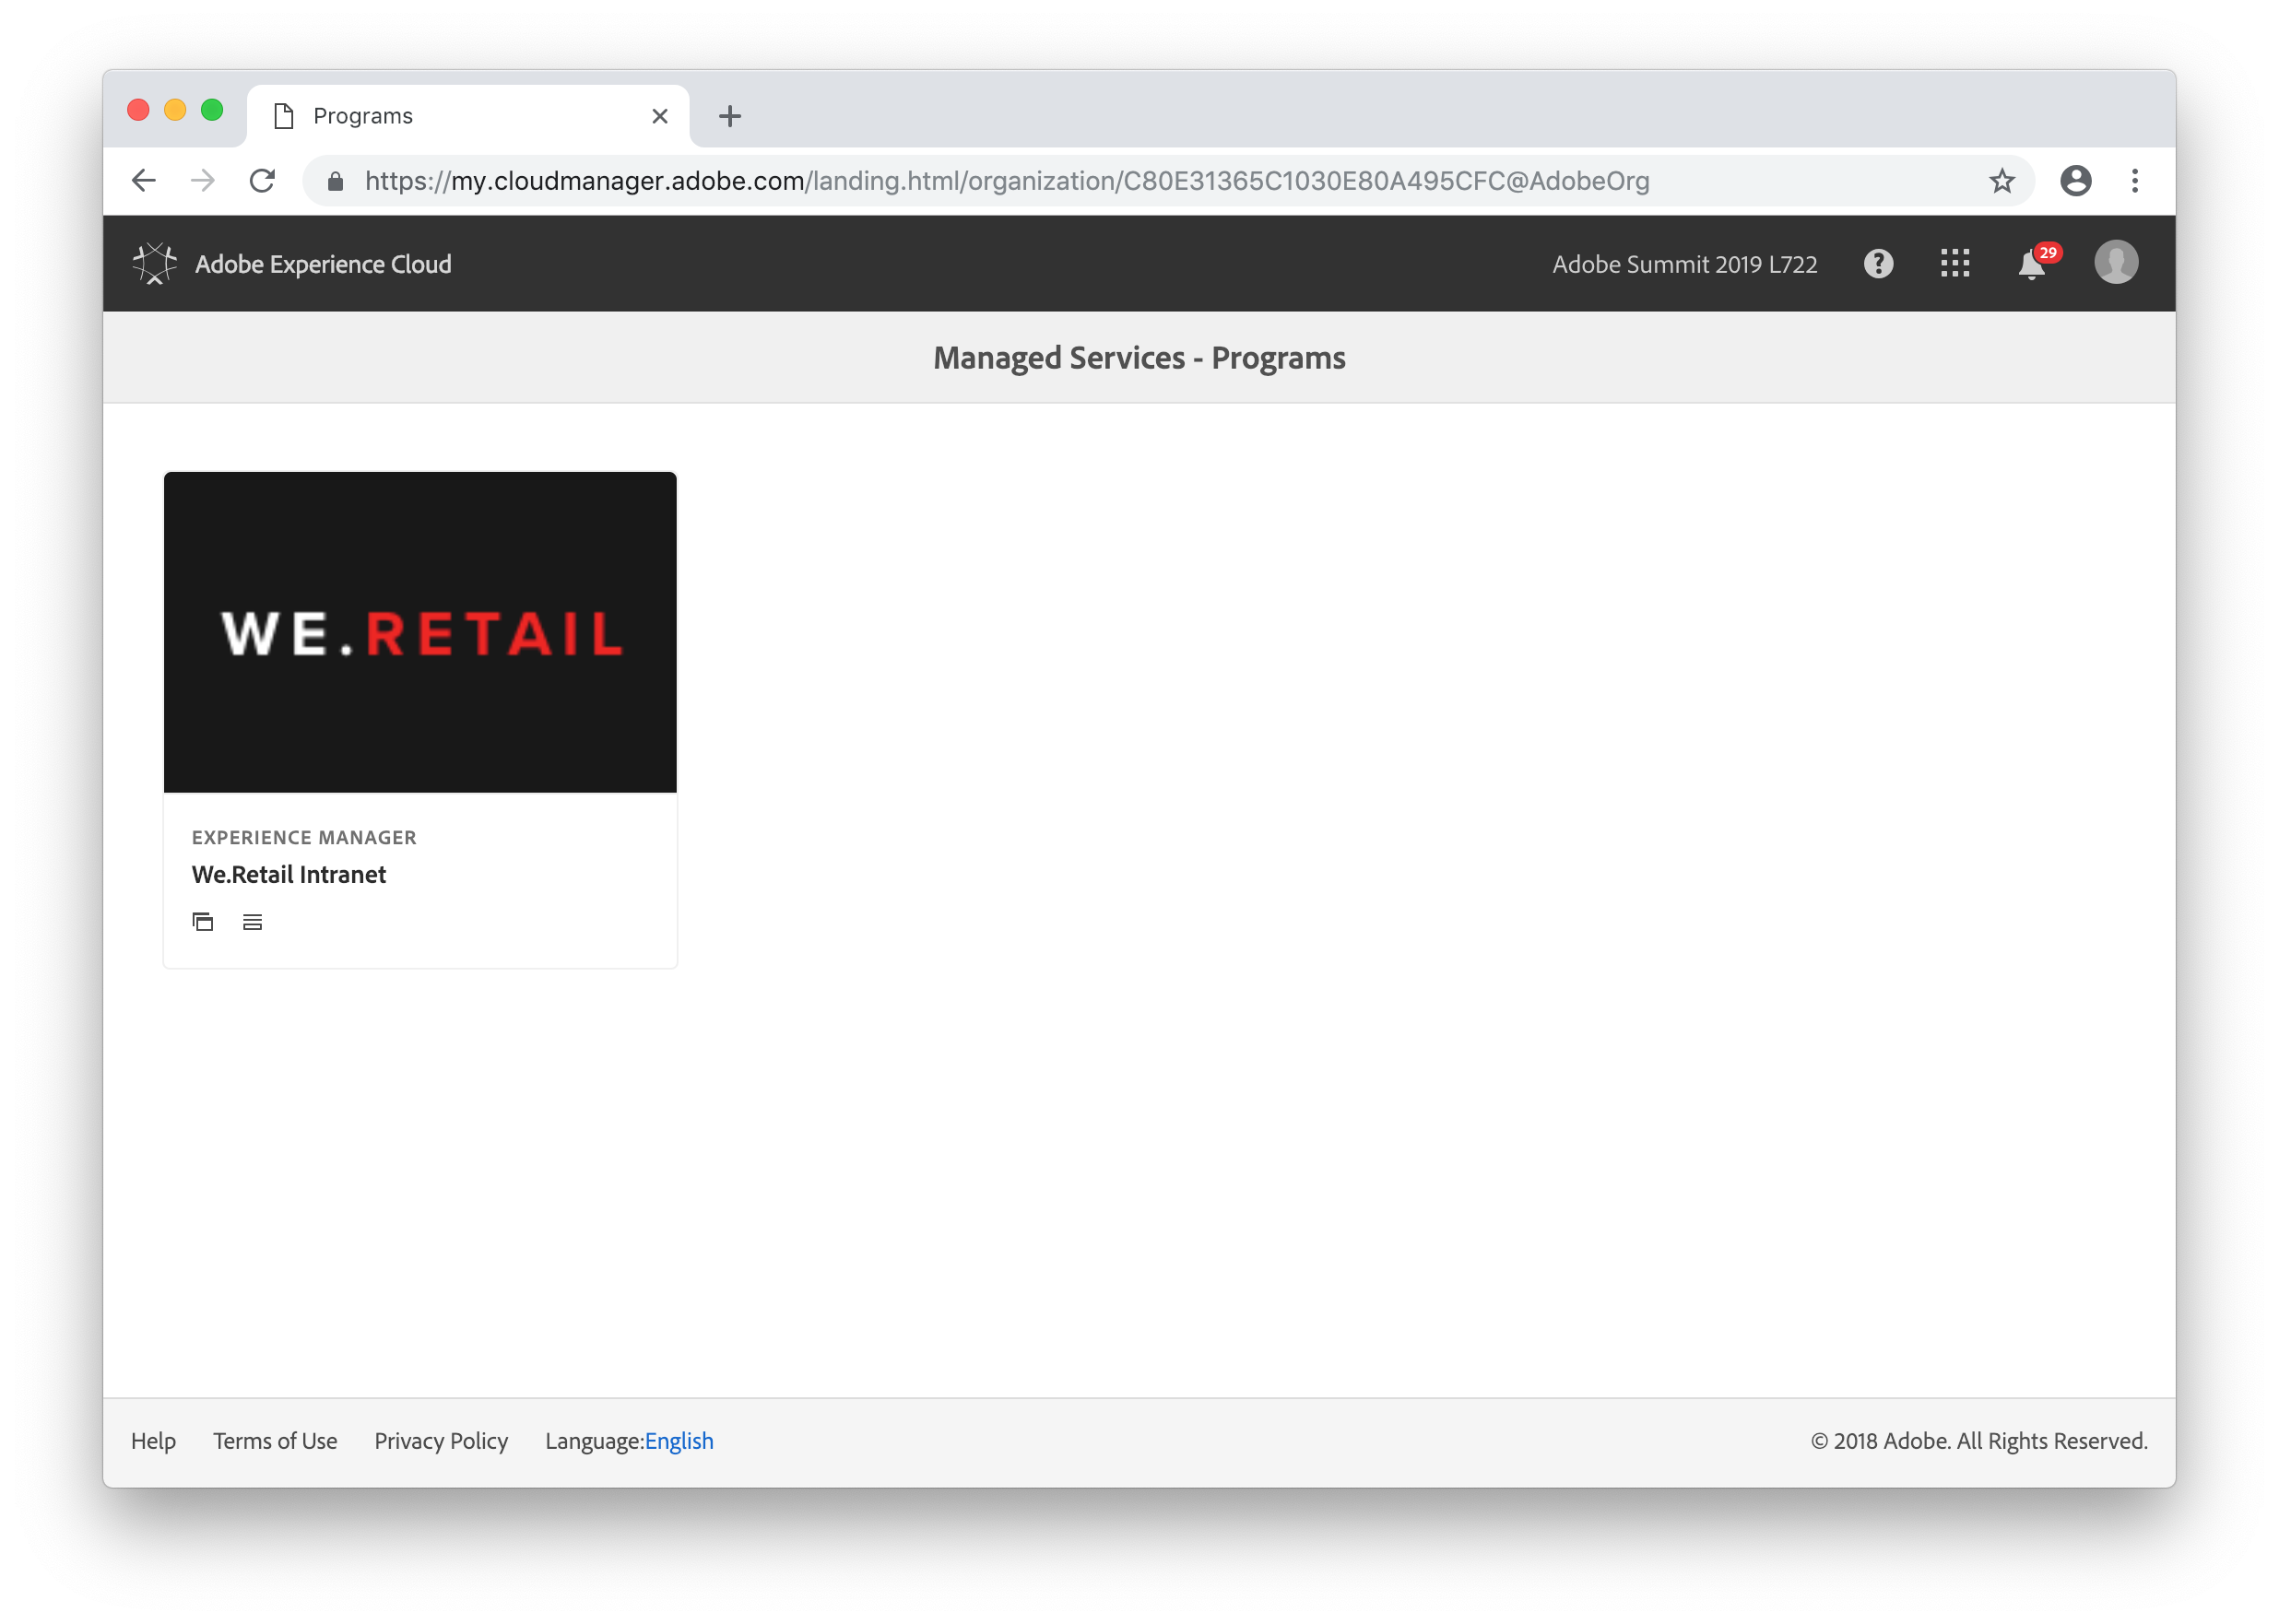 Programs
https://my.cloudmanager.adobe.com/landing.html/organization/C80E31365C1030E80A495CFC@AdobeOrg
Adobe Experience Cloud
Adobe Summit 2019 L722
29
Managed Services - Programs
WE.RETAIL
EXPERIENCE MANAGER
We.Retail Intranet
Help Terms of Use Privacy Policy Language:English
© 2018 Adobe. All Rights Reserved.